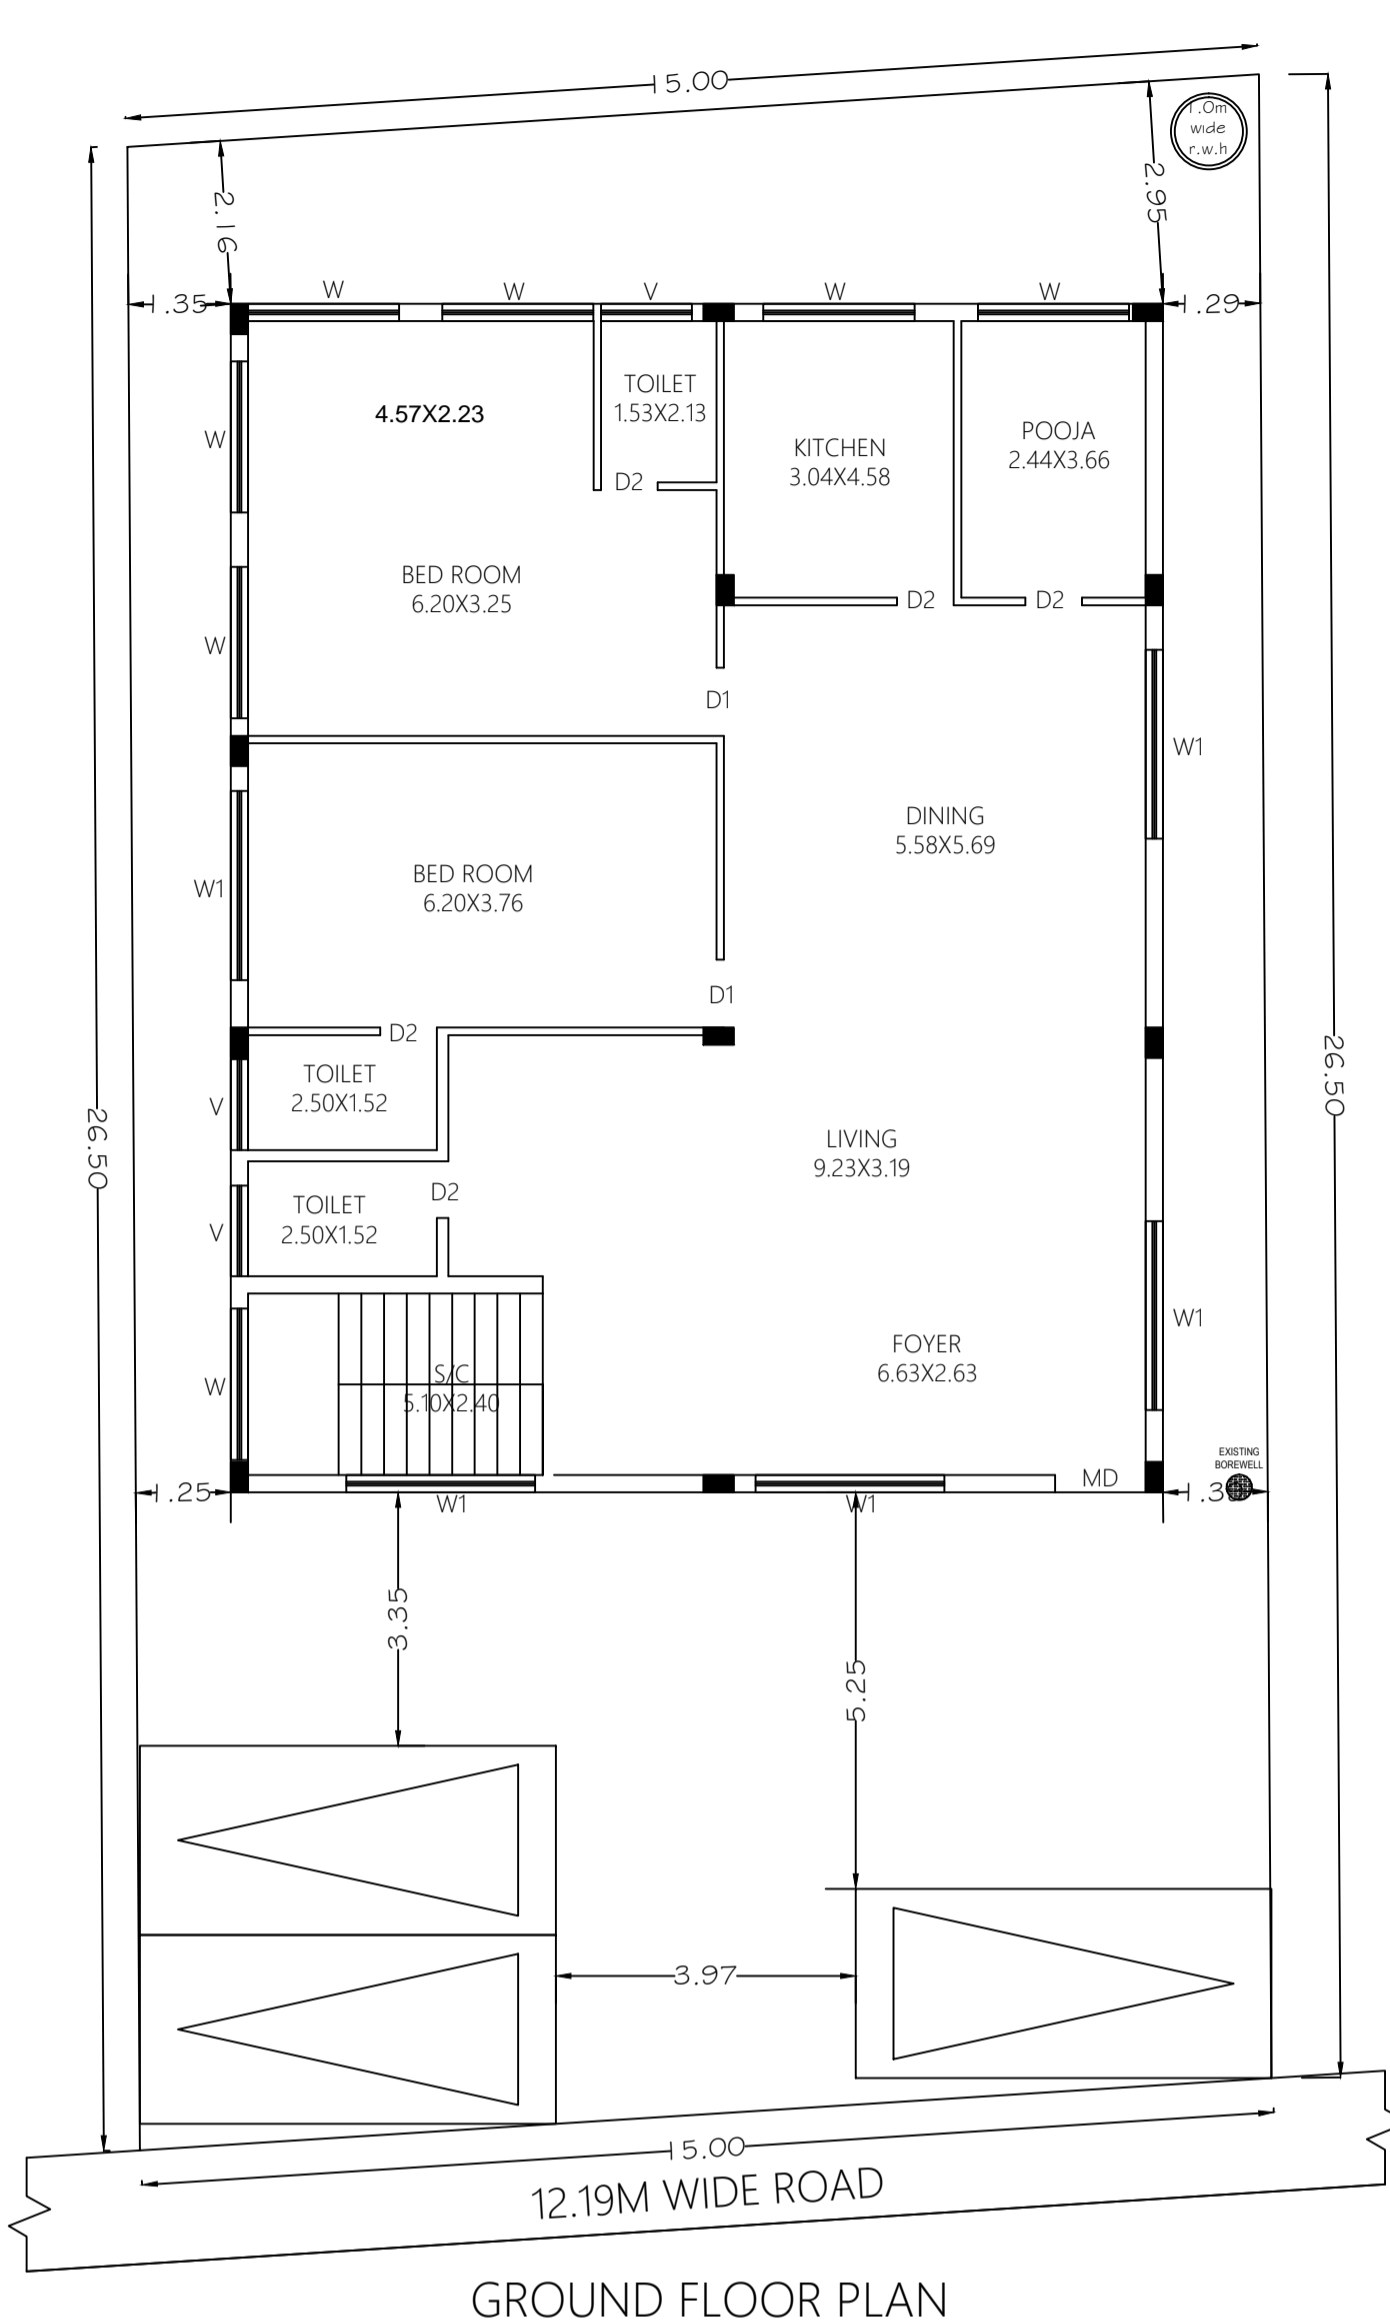 15.00
1.0m
wide
r.w.h
2.16
2.95
1.35
W
W
V
W
W
1.29
TOILET
1.53X2.13
4.57X2.23
KITCHEN
3.04X4.58
POOJA
2.44X3.66
W
D2
BED ROOM
6.20X3.25
D2
D2
W
D1
W1
DINING
5.58X5.69
BED ROOM
6.20X3.76
W1
D1
D2
26.50
26.50
TOILET
2.50X1.52
V
LIVING
9.23X3.19
D2
TOILET
2.50X1.52
V
W1
FOYER
6.63X2.63
S/C
5.10X2.40
W
EXISTING
BOREWELL
MD
1.25
W1
W1
3.35
5.25
3.97
15.00
12.19M WIDE ROAD
GROUND FLOOR PLAN